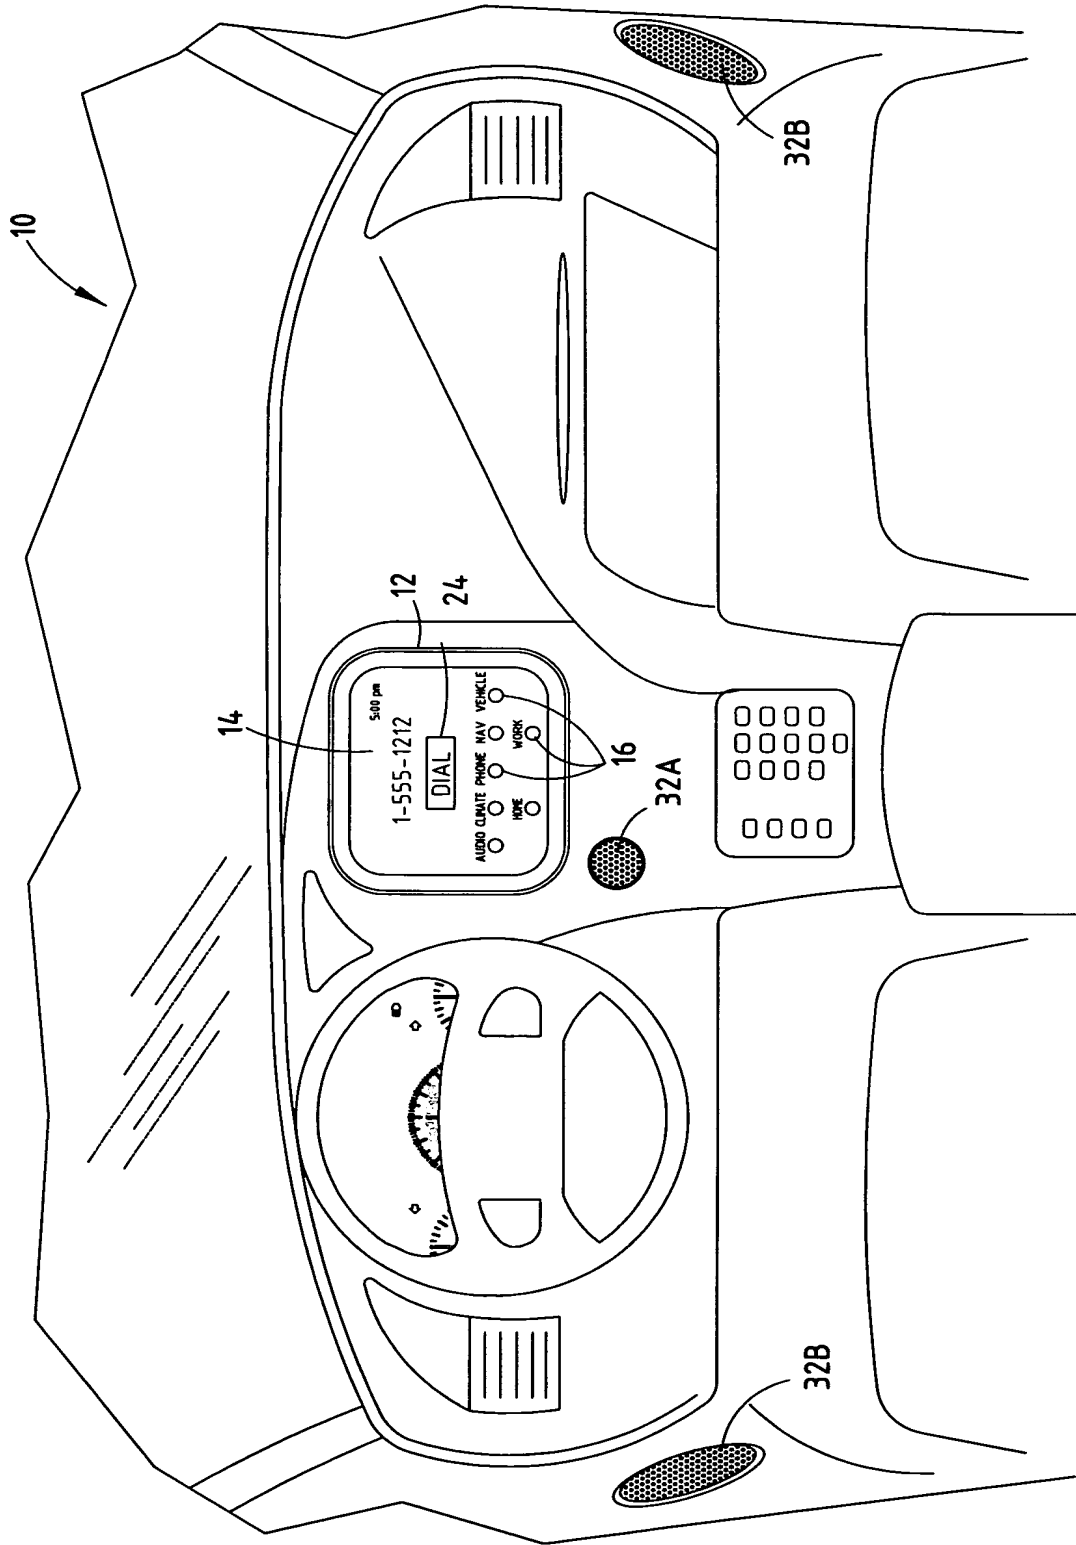 10
14
5:00 pm
1-555-1212
DIAL
AUDIO CLIMATE PHONE NAV VEHICLE
HOME WORK
12
24
16
32A
32B
32B